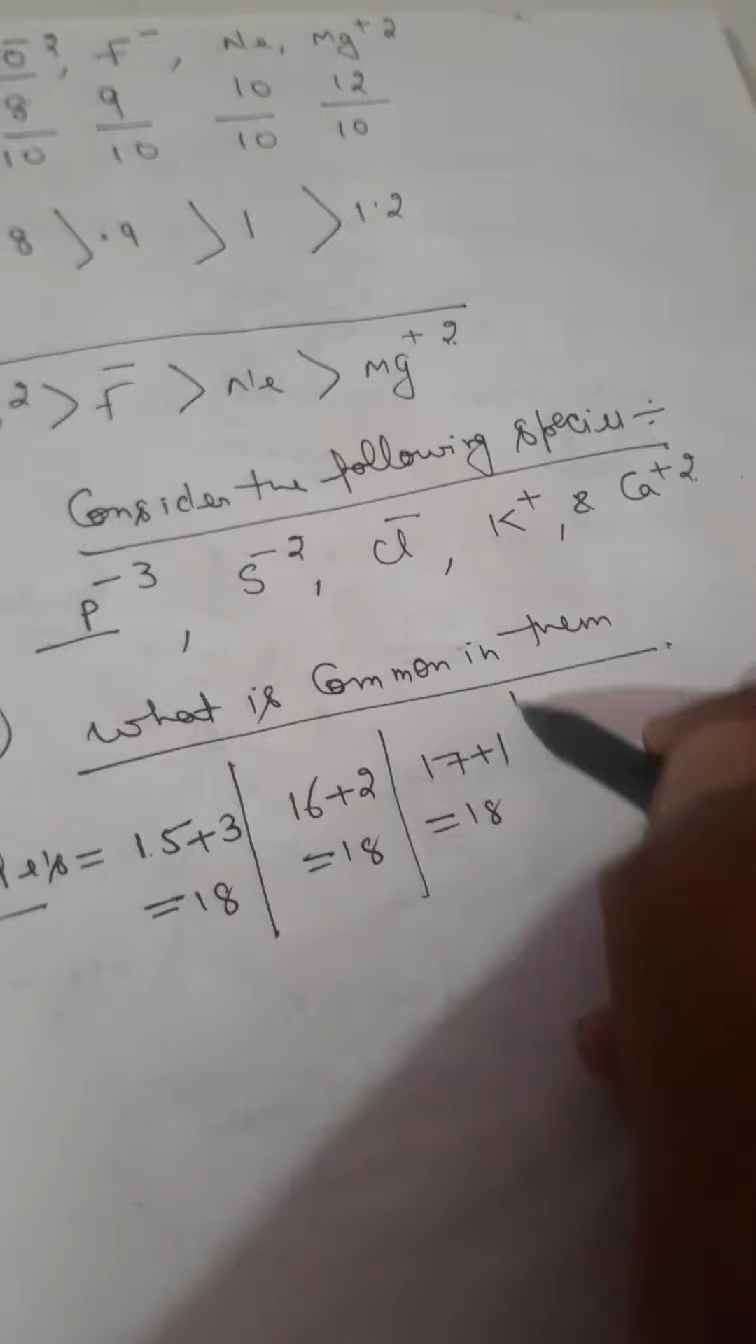 O⁻², F⁻, Ne, Mg⁺²
8/10 9/10 10/10 12/10
8 > .9 > 1 > 1.2
2 > F⁻ > Ne > Mg⁺²
Consider the following species ÷
P⁻³, S⁻², Cl⁻, K⁺, & Ca⁺²
) What is Common in them.
= 15+3 | 16+2 | 17+1
=18 | =18 | =18